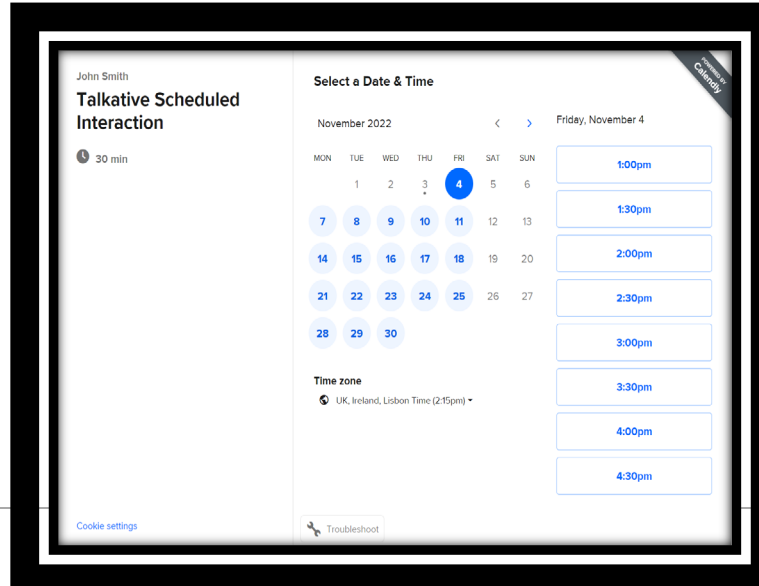 John Smith
Talkative Scheduled
Interaction
30 min
Cookie settings
Select a Date & Time
November 2022
MON TUE WED THU FRI SAT SUN
1 2 3 4 5 6
7 8 9 10 11 12 13
14 15 16 17 18 19 20
21 22 23 24 25 26 27
28 29 30
Time zone
UK, Ireland, Lisbon Time (2:15pm)
Troubleshoot
Friday, November 4
1:00pm
1:30pm
2:00pm
2:30pm
3:00pm
3:30pm
4:00pm
4:30pm
POWERED BY
Calendly